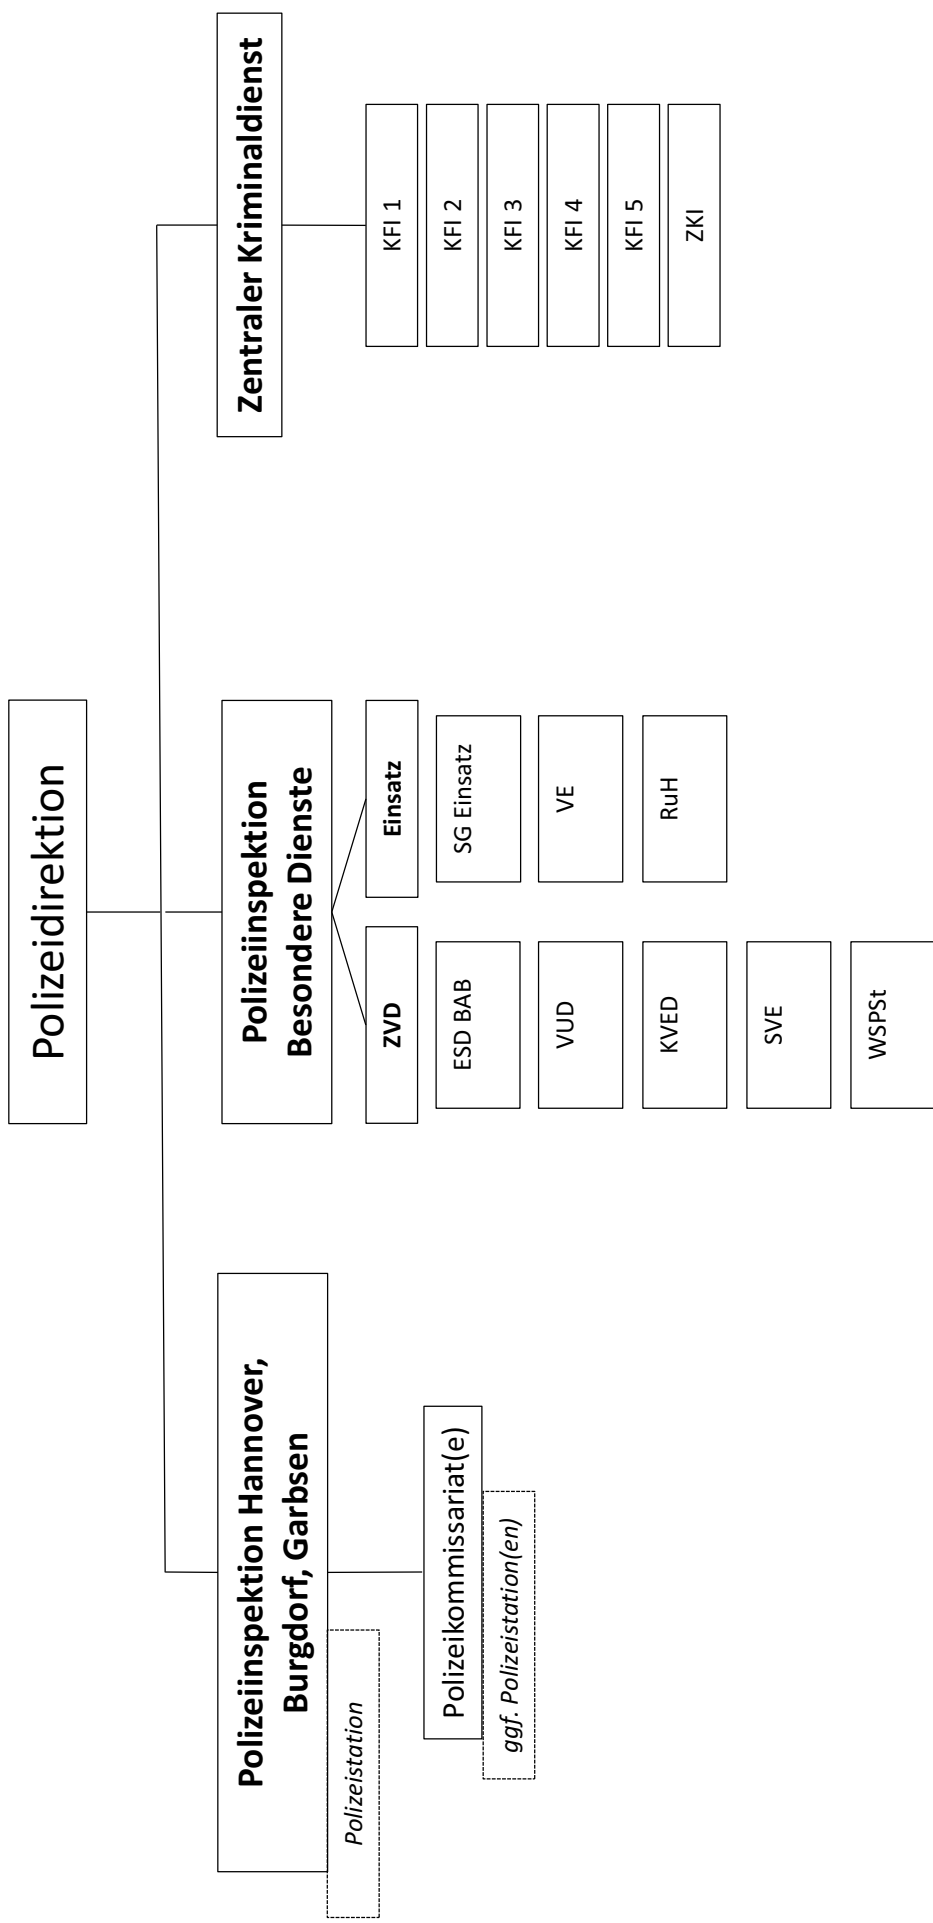 Polizeidirektion
Polizeiinspektion Hannover,
Burgdorf, Garbsen
Polizeistation
Polizeikommissariat(e)
ggf. Polizeistation(en)
Polizeiinspektion
Besondere Dienste
ZVD
ESD BAB
VUD
KVED
SVE
WSPSt
Einsatz
SG Einsatz
VE
RuH
Zentraler Kriminaldienst
KFI 1
KFI 2
KFI 3
KFI 4
KFI 5
ZKI